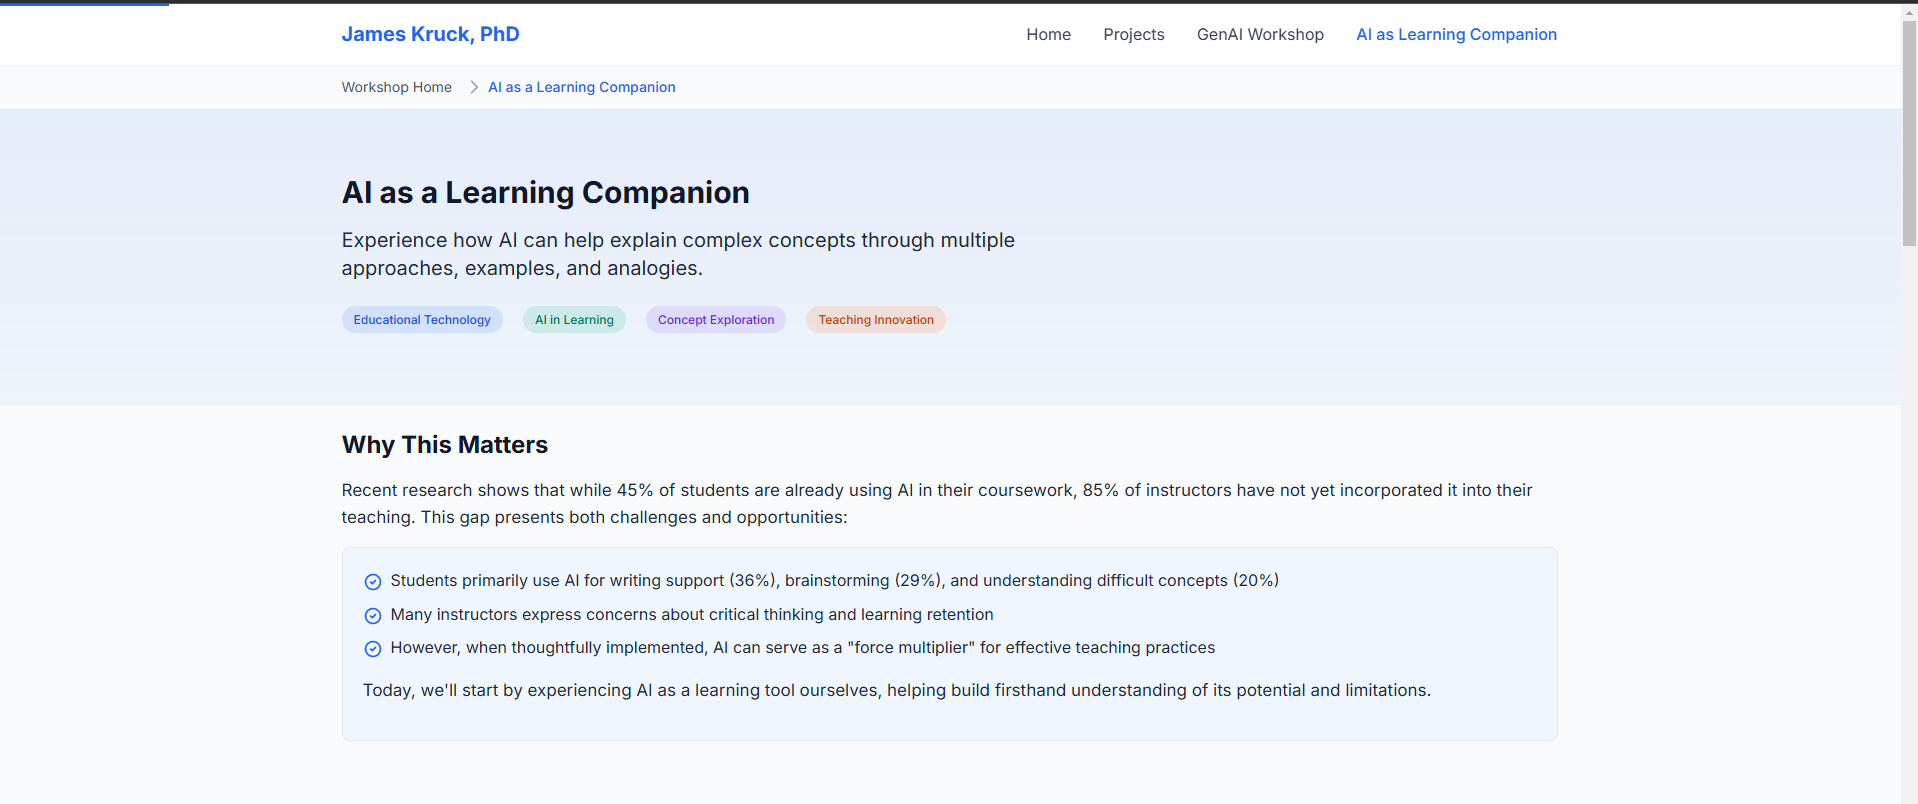 James Kruck, PhD
Home
Projects
GenAI Workshop
AI as Learning Companion
Workshop Home
AI as a Learning Companion
AI as a Learning Companion
Experience how AI can help explain complex concepts through multiple
approaches, examples, and analogies.
Educational Technology
AI in Learning
Concept Exploration
Teaching Innovation
Why This Matters
Recent research shows that while 45% of students are already using AI in their coursework, 85% of instructors have not yet incorporated it into their
teaching. This gap presents both challenges and opportunities:
Students primarily use AI for writing support (36%), brainstorming (29%), and understanding difficult concepts (20%)
Many instructors express concerns about critical thinking and learning retention
However, when thoughtfully implemented, AI can serve as a "force multiplier" for effective teaching practices
Today, we'll start by experiencing AI as a learning tool ourselves, helping build firsthand understanding of its potential and limitations.